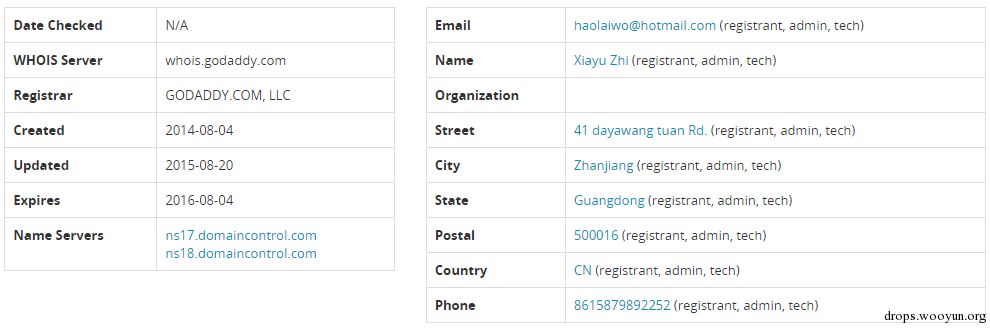 Date Checked N/A
WHOIS Server whois.godaddy.com
Registrar GODADDY.COM, LLC
Created 2014-08-04
Updated 2015-08-20
Expires 2016-08-04
Name Servers ns17.domaincontrol.com
ns18.domaincontrol.com
Email haolaiwo@hotmail.com (registrant, admin, tech)
Name Xiayu Zhi (registrant, admin, tech)
Organization
Street 41 dayawang tuan Rd. (registrant, admin, tech)
City Zhanjiang (registrant, admin, tech)
State Guangdong (registrant, admin, tech)
Postal 500016 (registrant, admin, tech)
Country CN (registrant, admin, tech)
Phone 8615879892252 (registrant, admin, tech)
drops.wooyun.org